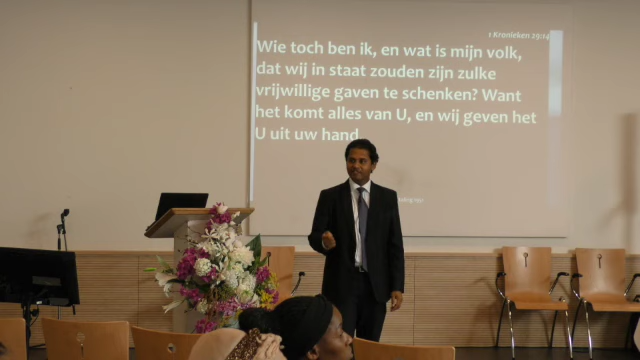 1 Kronieken 29:14
Wie toch ben ik, en wat is mijn volk,
dat wij in staat zouden zijn zulke
vrijwillige gaven te schenken? Want
het komt alles van U, en wij geven het
U uit uw hand